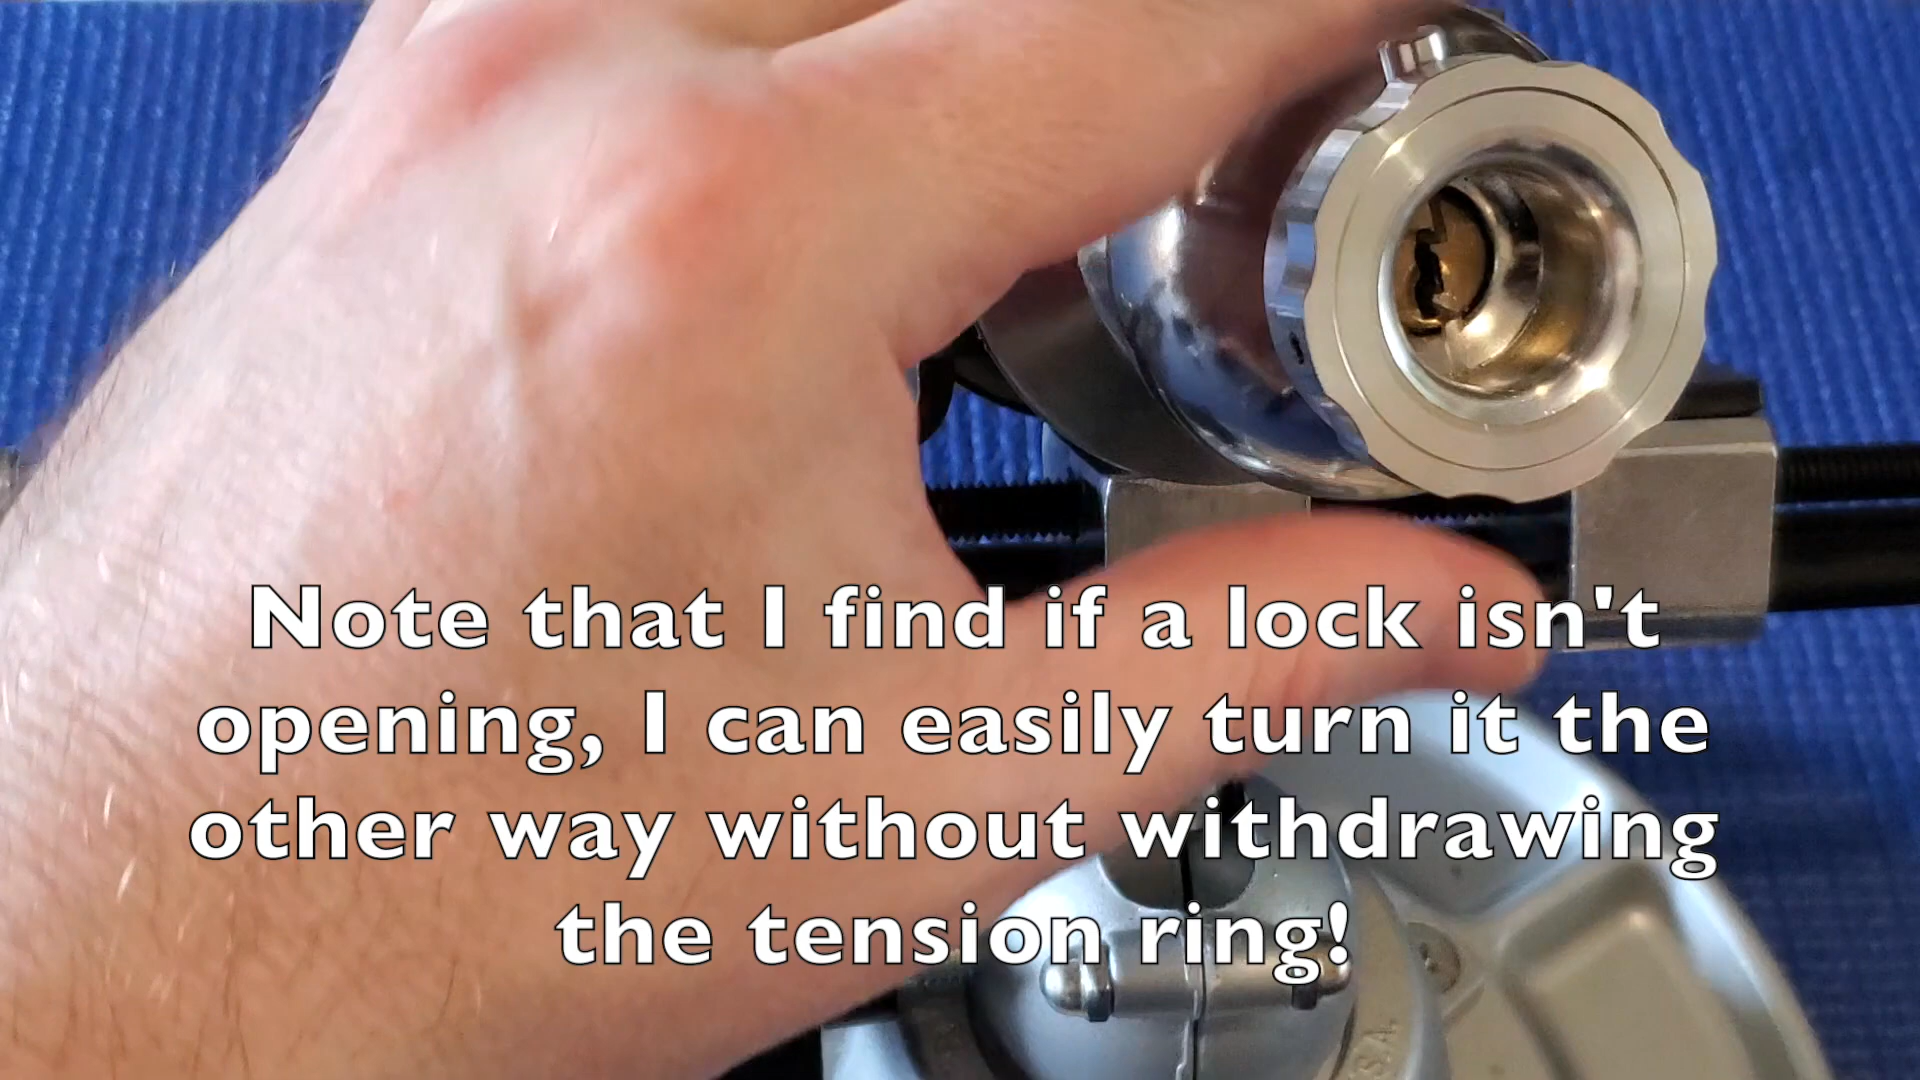 Note that I find if a lock isn't
opening, I can easily turn it the
other way without withdrawing
the tension ring!
S.A.